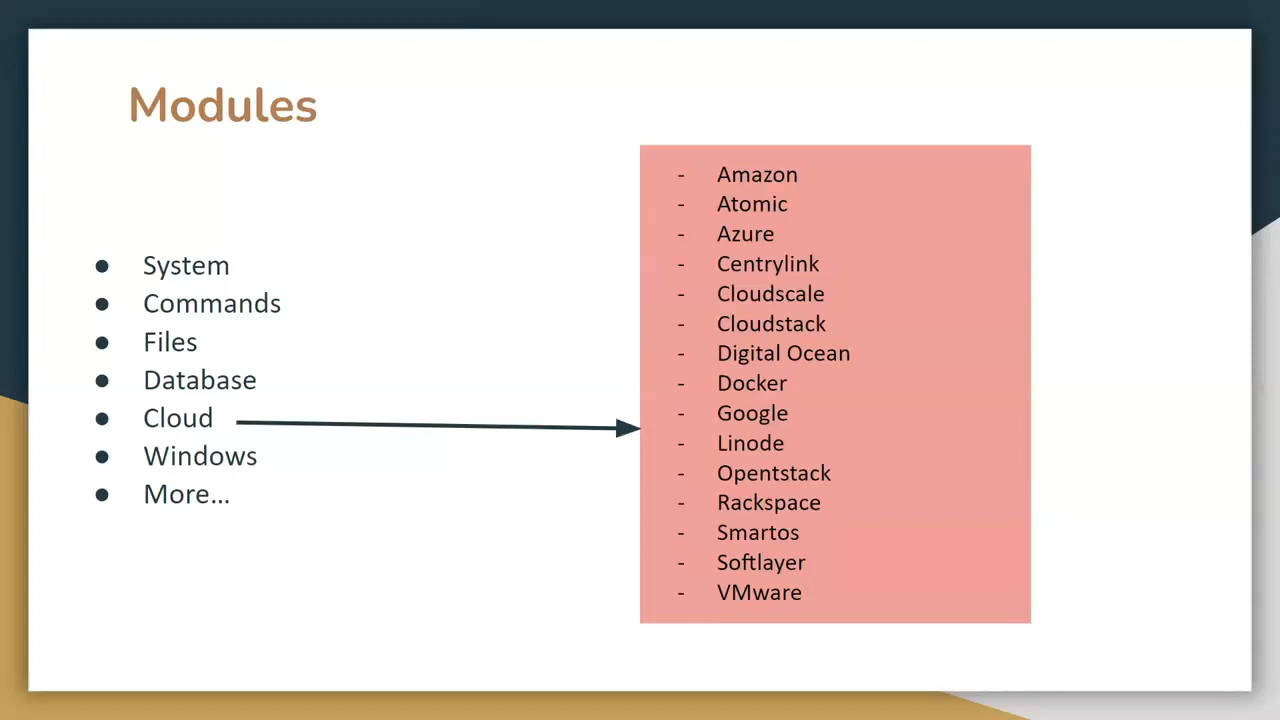 Modules
● System
● Commands
● Files
● Database
● Cloud
● Windows
● More...
- Amazon
- Atomic
- Azure
- Centrylink
- Cloudscale
- Cloudstack
- Digital Ocean
- Docker
- Google
- Linode
- Opentstack
- Rackspace
- Smartos
- Softlayer
- VMware